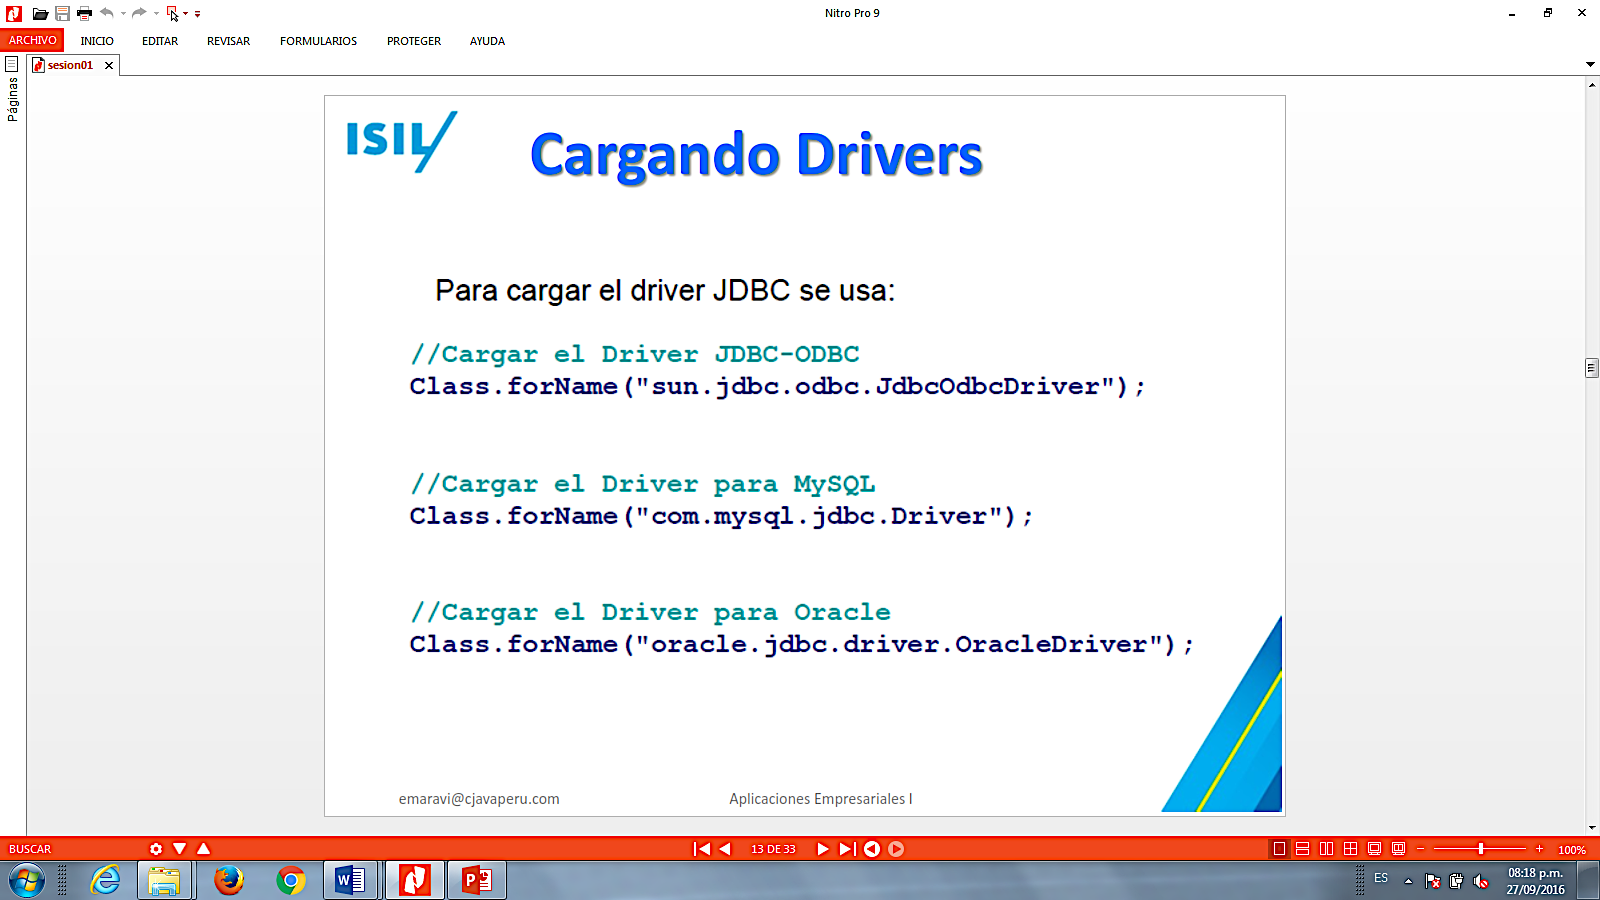 Nitro Pro 9
ARCHIVO INICIO EDITAR REVISAR FORMULARIOS PROTEGER AYUDA
sesion01
Páginas
ISIL
Cargando Drivers
Para cargar el driver JDBC se usa:
//Cargar el Driver JDBC-ODBC
Class.forName("sun.jdbc.odbc.JdbcOdbcDriver");
//Cargar el Driver para MySQL
Class.forName("com.mysql.jdbc.Driver");
//Cargar el Driver para Oracle
Class.forName("oracle.jdbc.driver.OracleDriver");
emaravi@cjavaperu.com Aplicaciones Empresariales I
BUSCAR 13 DE 33 100%
ES 08:18 p.m.
27/09/2016